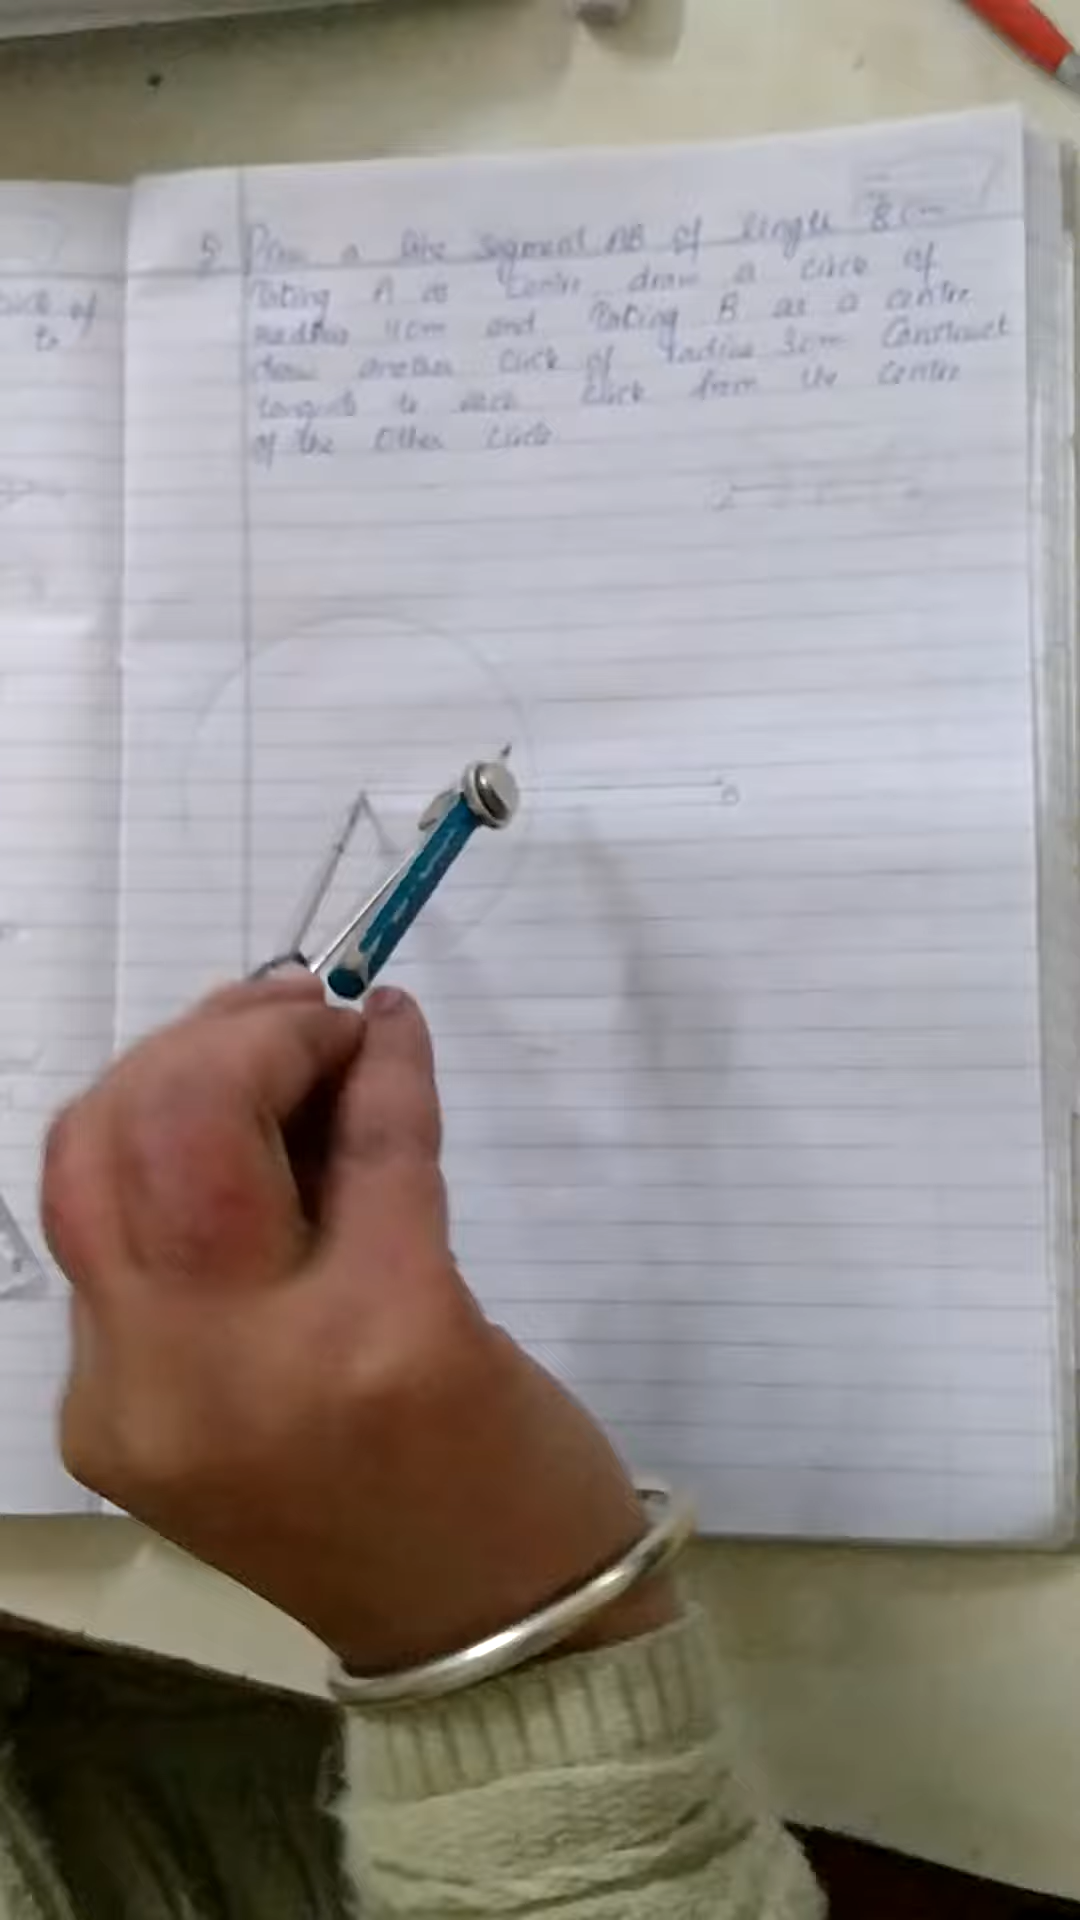 5 Draw a line segment AB of length 8cm
Taking A as centre draw a circle of
radius 4cm and Taking B as a centre
draw another circle of radius 3cm Construct
tangents to each circle from the centre
of the other circle
B
of
to